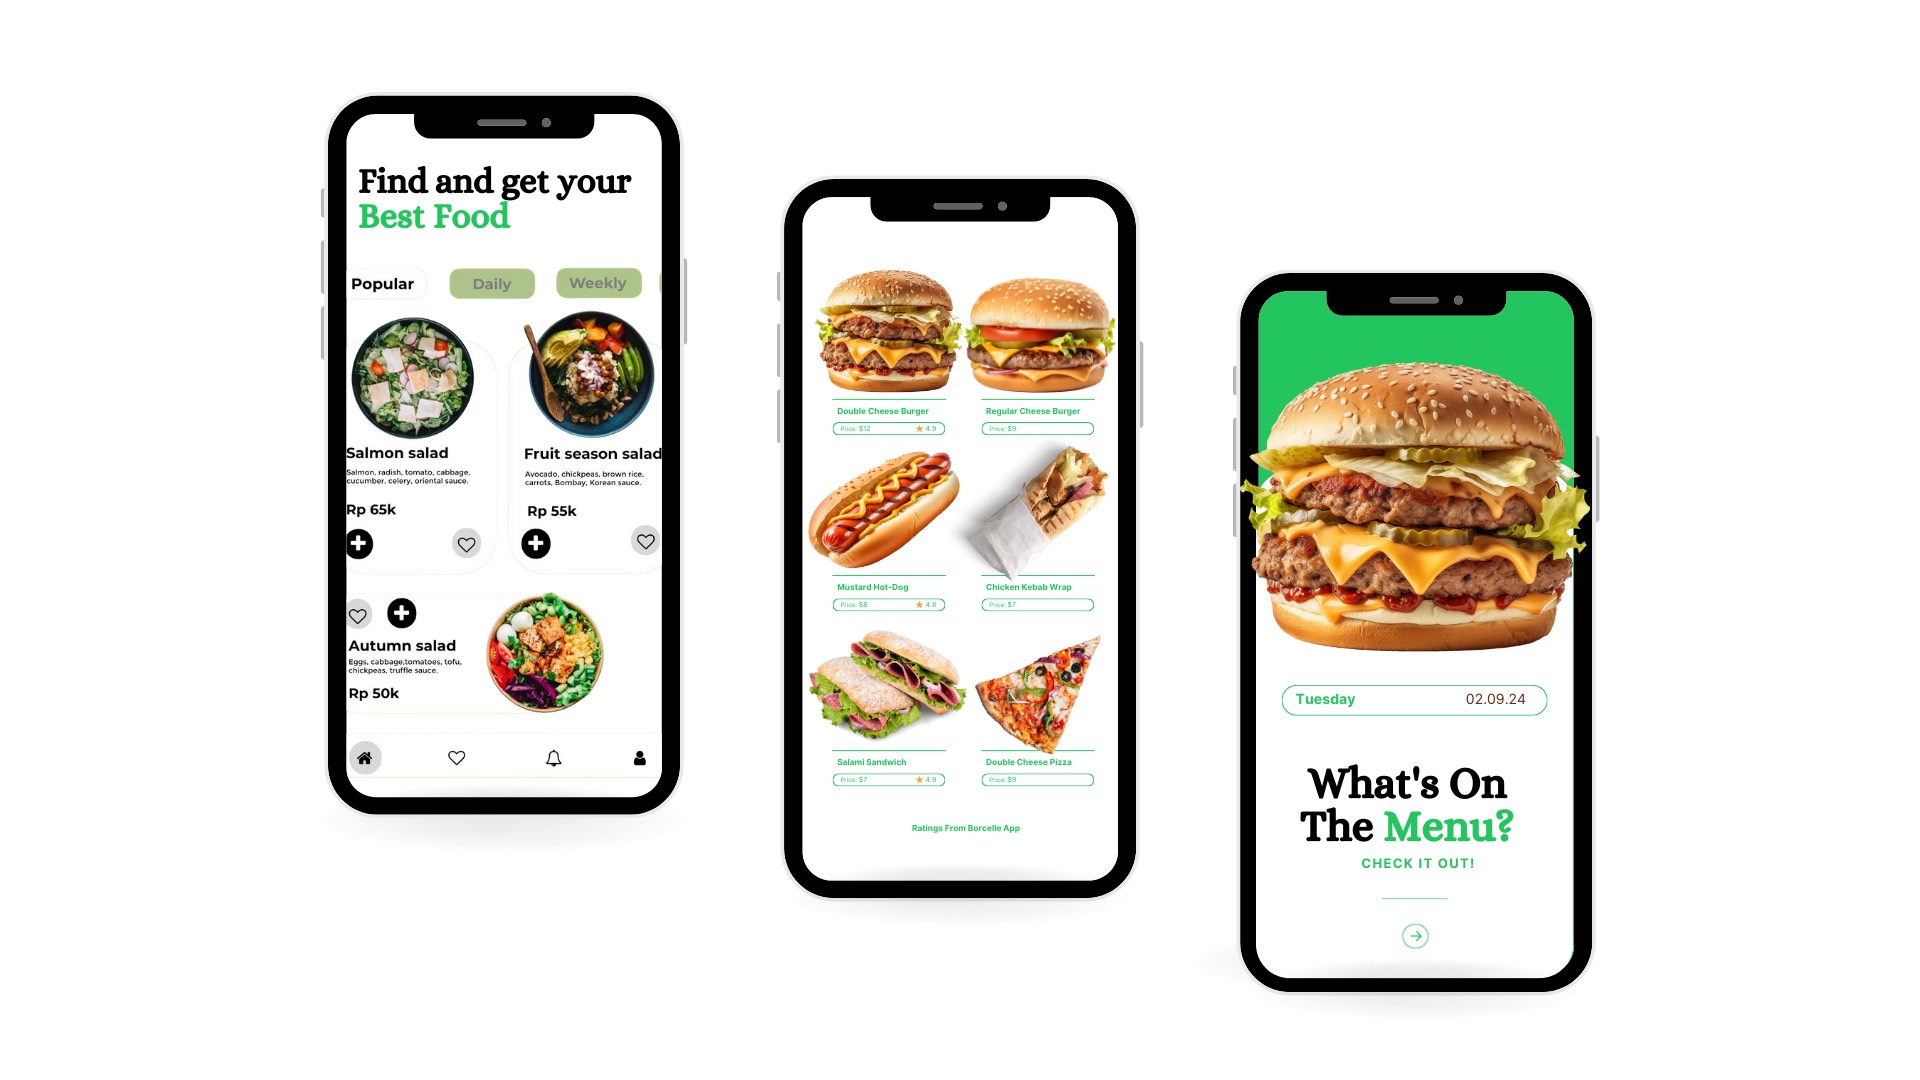 Find and get your
Best Food
Popular
Daily
Weekly
Salmon salad
Salmon, radish, tomato, cabbage,
cucumber, celery, oriental sauce.
Rp 65k
Fruit season salad
Avocado, chickpeas, brown rice,
carrots, Bombay, Korean sauce.
Rp 55k
Autumn salad
Eggs, cabbage,tomatoes, tofu,
chickpeas, truffle sauce.
Rp 50k
Double Cheese Burger
Price: $12
4.9
Regular Cheese Burger
Price: $9
Mustard Hot-Dog
Price: $8
4.8
Chicken Kebab Wrap
Price: $7
Salami Sandwich
Price: $7
4.9
Double Cheese Pizza
Price: $9
Ratings From Borcelle App
Tuesday
02.09.24
What's On
The Menu?
CHECK IT OUT!